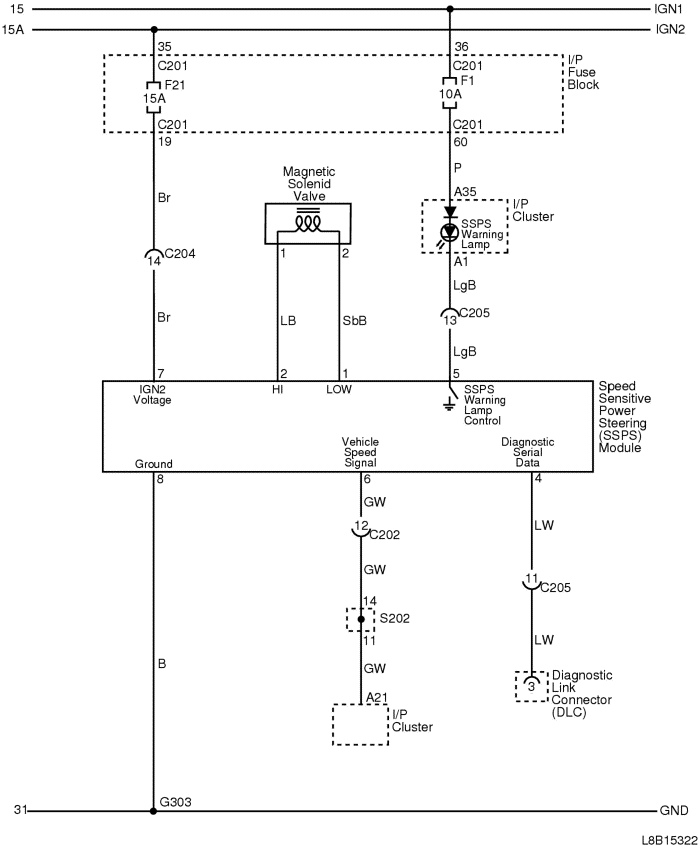 15
IGN1
15A
IGN2
35
36
C201
C201
I/P
Fuse
Block
F21
F1
15A
10A
C201
C201
19
60
P
Magnetic
Solenid
Valve
A35
Br
I/P
Cluster
SSPS
Warning
Lamp
1
2
14
C204
A1
LgB
C205
13
Br
LB
SbB
LgB
7
2
1
5
IGN2
Voltage
HI
LOW
SSPS
Warning
Lamp
Control
Speed
Sensitive
Power
Steering
(SSPS)
Module
Ground
Vehicle
Speed
Signal
Diagnostic
Serial
Data
8
6
4
GW
12
C202
LW
GW
11
C205
14
S202
11
LW
B
GW
3
Diagnostic
Link
Connector
(DLC)
A21
I/P
Cluster
G303
31
GND
L8B15322